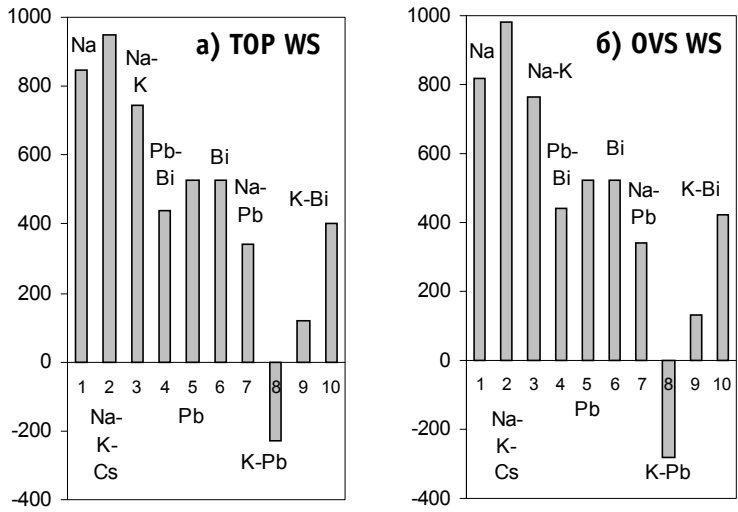 1000
800
600
400
200
0
-200
-400
а) TOP WS
Na
Na-
K
Pb-
Bi
Bi
Na-
Pb
K-Bi
1 2 3 4 5 6 7 8 9 10
Na-
K-
Cs
Pb
K-Pb
1000
800
600
400
200
0
-200
-400
б) OVS WS
Na
Na-K
Pb-
Bi
Bi
Na-
Pb
K-Bi
1 2 3 4 5 6 7 8 9 10
Na-
K-
Cs
Pb
K-Pb